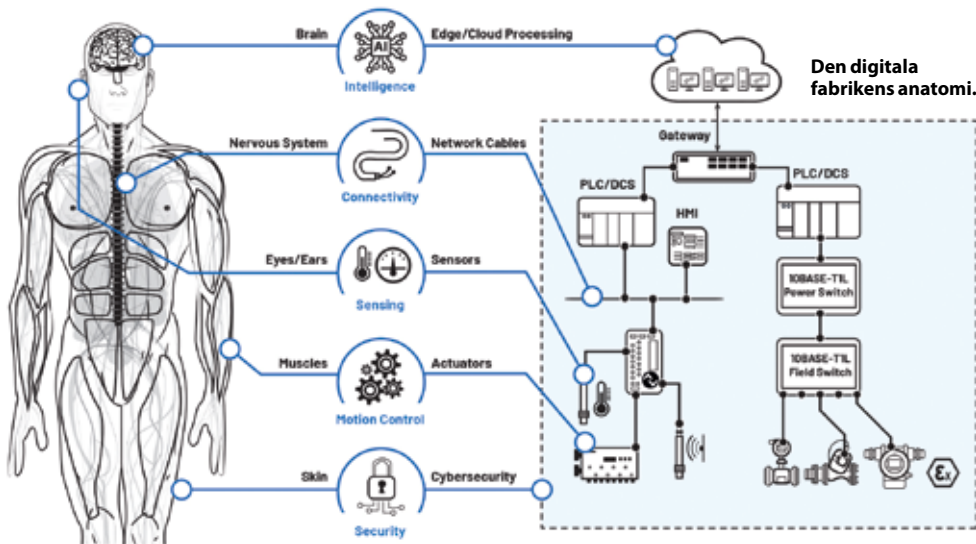 Brain
AI
Intelligence
Edge/Cloud Processing
Den digitala
fabrikens anatomi.
Nervous System
Connectivity
Network Cables
Eyes/Ears
Sensing
Sensors
Muscles
Motion Control
Actuators
Skin
Security
Cybersecurity
Gateway
PLC/DCS
PLC/DCS
HMI
10BASE-T1L
Power Switch
10BASE-T1L
Field Switch
Ex